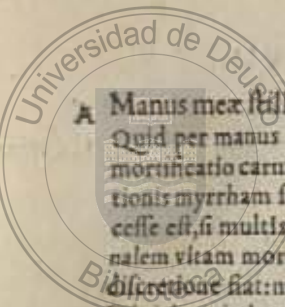 Universidad de Deusto
Biblioteca
A Manus meæ still
Quid per manus
mortificatio carn
tionis myrrham s
cesse est, si multis
nalem vitam mor
discretione fiat: n